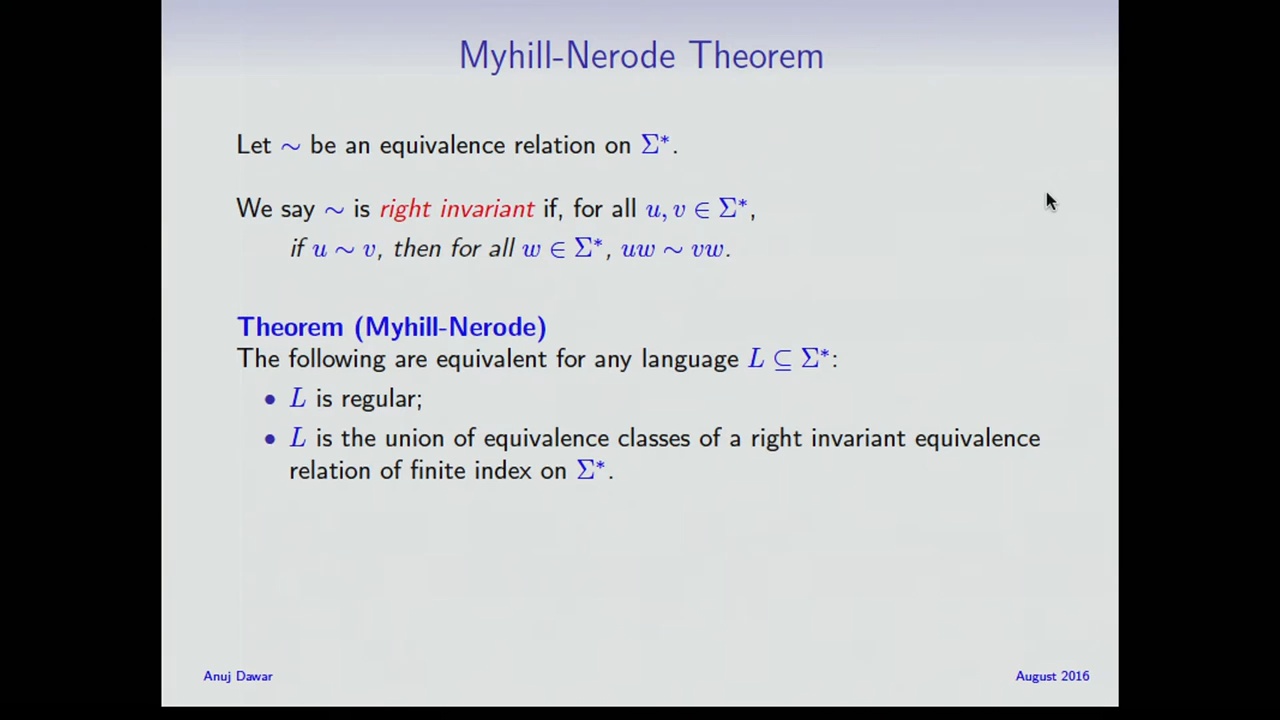 Myhill-Nerode Theorem
Let ∼ be an equivalence relation on Σ*.
We say ∼ is right invariant if, for all u, v ∈ Σ*,
if u ∼ v, then for all w ∈ Σ*, uw ∼ vw.
Theorem (Myhill-Nerode)
The following are equivalent for any language L ⊆ Σ*:
• L is regular;
• L is the union of equivalence classes of a right invariant equivalence
relation of finite index on Σ*.
Anuj Dawar
August 2016